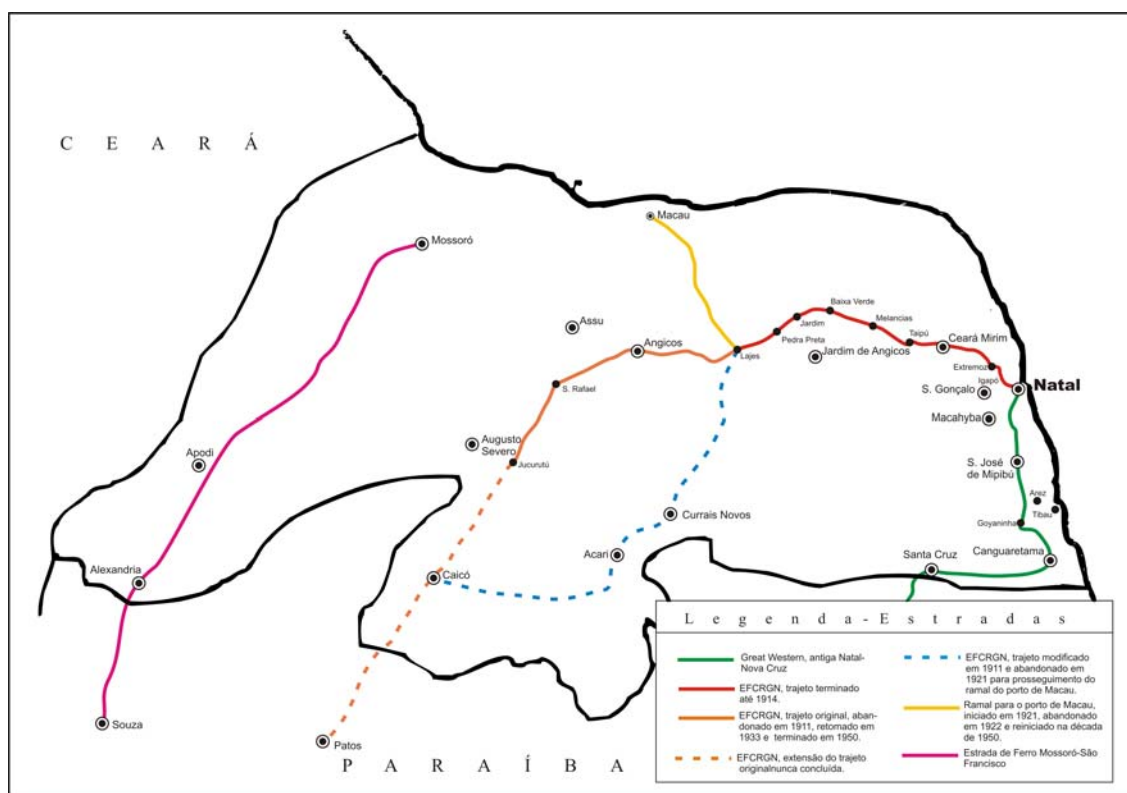 C E A R Á
Macau
Mossoró
Baixa Verde
Jardim
Melancias
Assu
Taipú
Pedra Preta
Ceará Mirim
Angicos
Lajes
Jardim de Angicos
Extremoz
Igapó
Natal
S. Rafael
S. Gonçalo
Macahyba
Augusto
Severo
Apodi
Jucurutú
S. José
de Mipibú
Arez
Tibau
Currais Novos
Goyaninha
Acari
Santa Cruz
Canguaretama
Alexandria
Caicó
Souza
Patos
P A R A Í B A
L e g e n d a - E s t r a d a s
Great Western, antiga Natal-
Nova Cruz
EFCRGN, trajeto terminado
até 1914.
EFCRGN, trajeto original, aban-
donado em 1911, retomado em
1933 e terminado em 1950.
EFCRGN, extensão do trajeto
originalnunca concluída.
EFCRGN, trajeto modificado
em 1911 e abandonado em
1921 para prosseguimento do
ramal do porto de Macau.
Ramal para o porto de Macau,
iniciado em 1921, abandonado
em 1922 e reiniciado na década
de 1950.
Estrada de Ferro Mossoró-São
Francisco